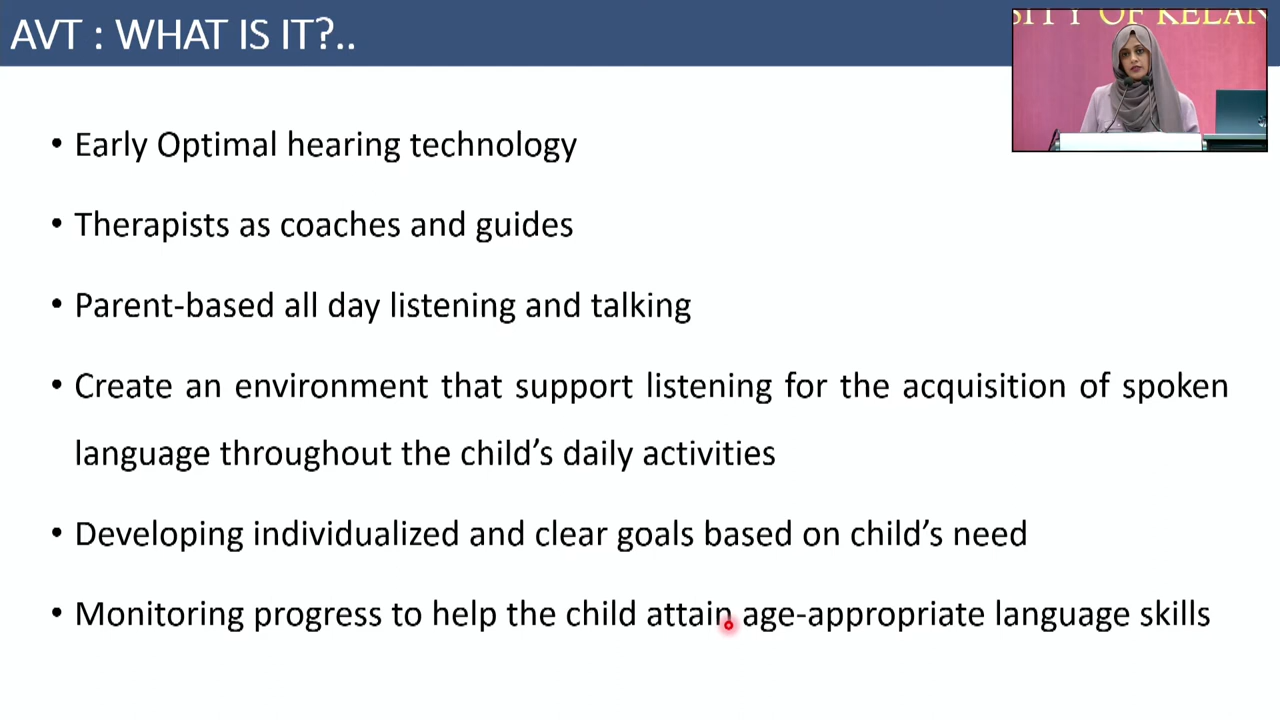 AVT : WHAT IS IT?..
SITY OF KELAN
• Early Optimal hearing technology
• Therapists as coaches and guides
• Parent-based all day listening and talking
• Create an environment that support listening for the acquisition of spoken
language throughout the child’s daily activities
• Developing individualized and clear goals based on child’s need
• Monitoring progress to help the child attain age-appropriate language skills